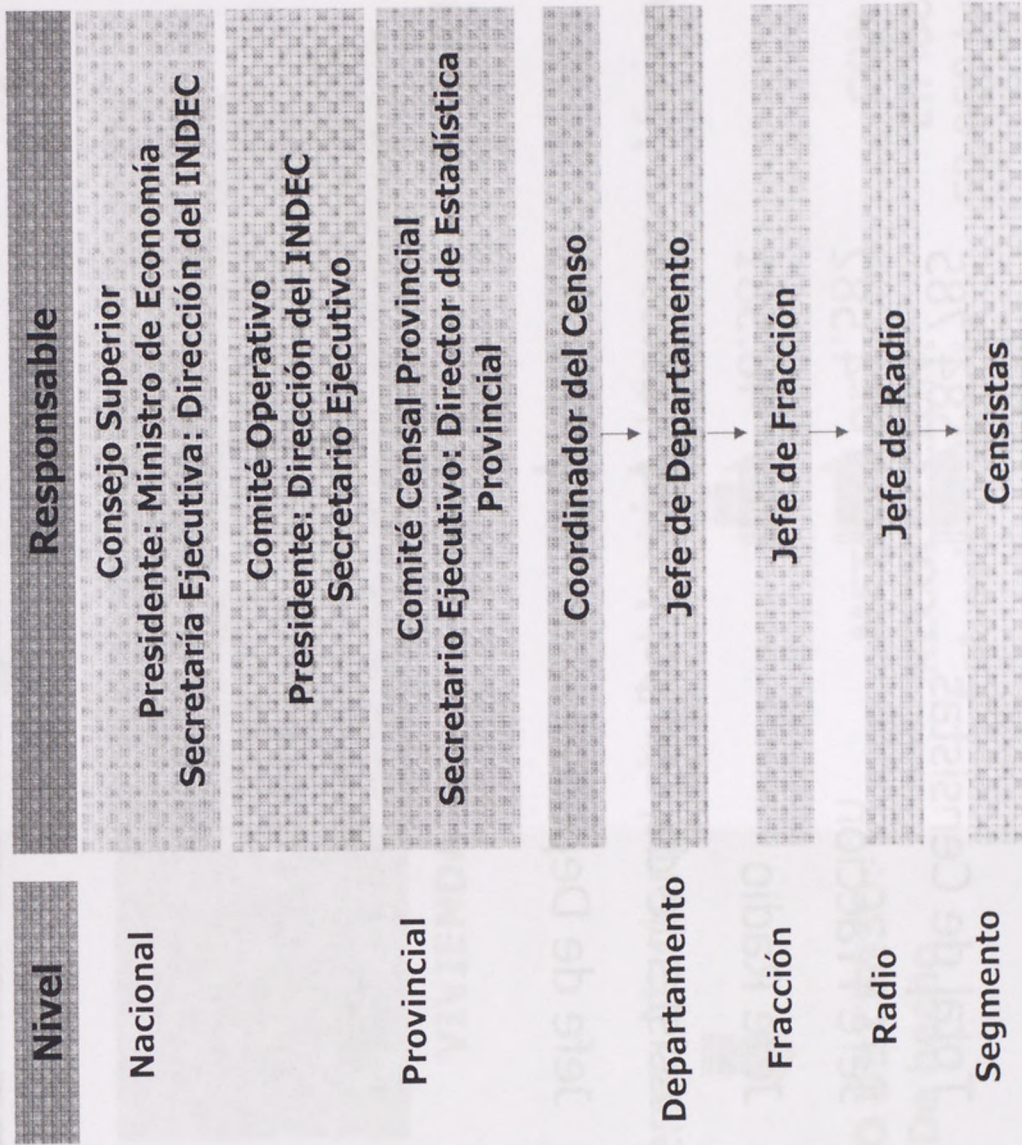 Nivel
Responsable
Nacional
Consejo Superior
Presidente: Ministro de Economía
Secretaría Ejecutiva: Dirección del INDEC
Comité Operativo
Presidente: Dirección del INDEC
Secretario Ejecutivo
Provincial
Comité Censal Provincial
Secretario Ejecutivo: Director de Estadística
Provincial
Coordinador del Censo
Departamento
Jefe de Departamento
Fracción
Jefe de Fracción
Radio
Jefe de Radio
Segmento
Censistas